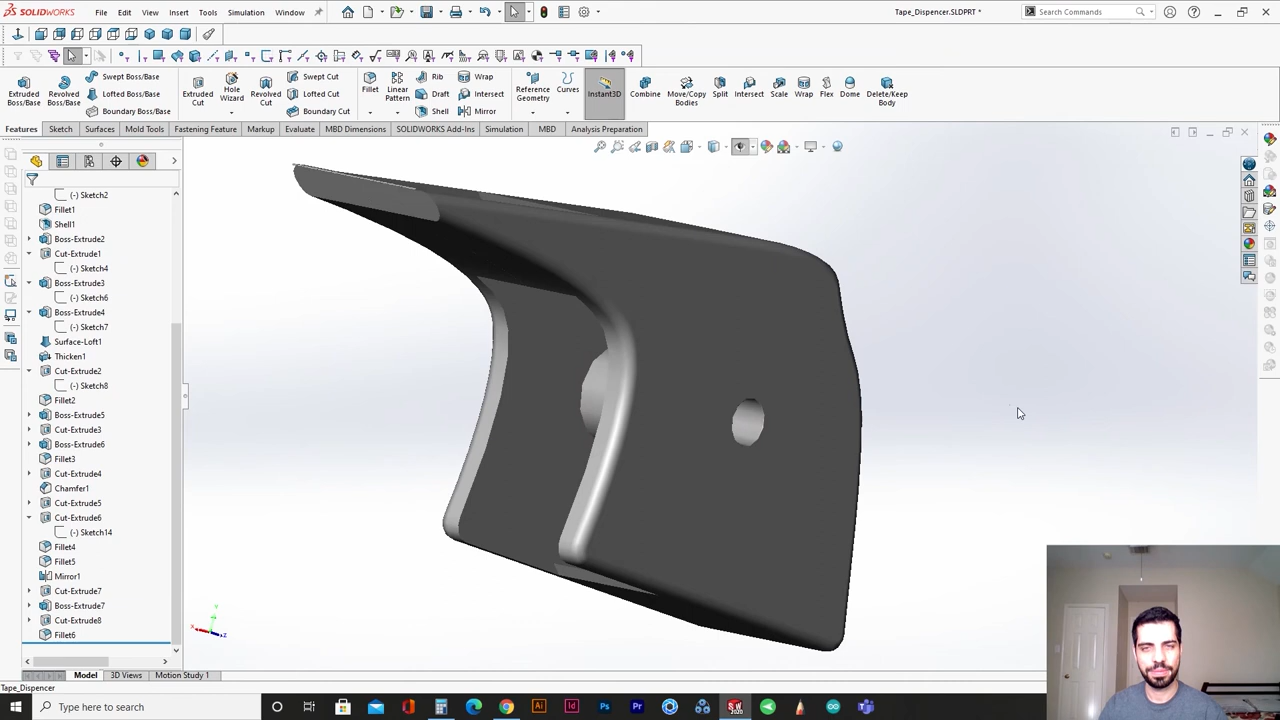 SOLIDWORKS File Edit View Insert Tools Simulation Window Tape_Dispenser.SLDPRT * Search Commands
Extruded Boss/Base
Revolved Boss/Base
Swept Boss/Base
Lofted Boss/Base
Boundary Boss/Base
Extruded Cut
Hole Wizard
Revolved Cut
Swept Cut
Lofted Cut
Boundary Cut
Fillet
Linear Pattern
Rib
Draft
Shell
Wrap
Intersect
Mirror
Reference Geometry
Curves
Instant3D
Combine
Move/Copy Bodies
Split
Intersect
Scale
Wrap
Flex
Dome
Delete/Keep Body
Features Sketch Surfaces Mold Tools Fastening Feature Markup Evaluate MBD Dimensions SOLIDWORKS Add-Ins Simulation MBD Analysis Preparation
(-) Sketch2
Fillet1
Shell1
Boss-Extrude2
Cut-Extrude1
(-) Sketch4
Boss-Extrude3
(-) Sketch6
Boss-Extrude4
(-) Sketch7
Surface-Loft1
Thicken1
Cut-Extrude2
(-) Sketch8
Fillet2
Boss-Extrude5
Cut-Extrude3
Boss-Extrude6
Fillet3
Cut-Extrude4
Chamfer1
Cut-Extrude5
Cut-Extrude6
(-) Sketch14
Fillet4
Fillet5
Mirror1
Cut-Extrude7
Boss-Extrude7
Cut-Extrude8
Fillet6
Y
X
Z
Model 3D Views Motion Study 1
Tape_Dispenser
Type here to search